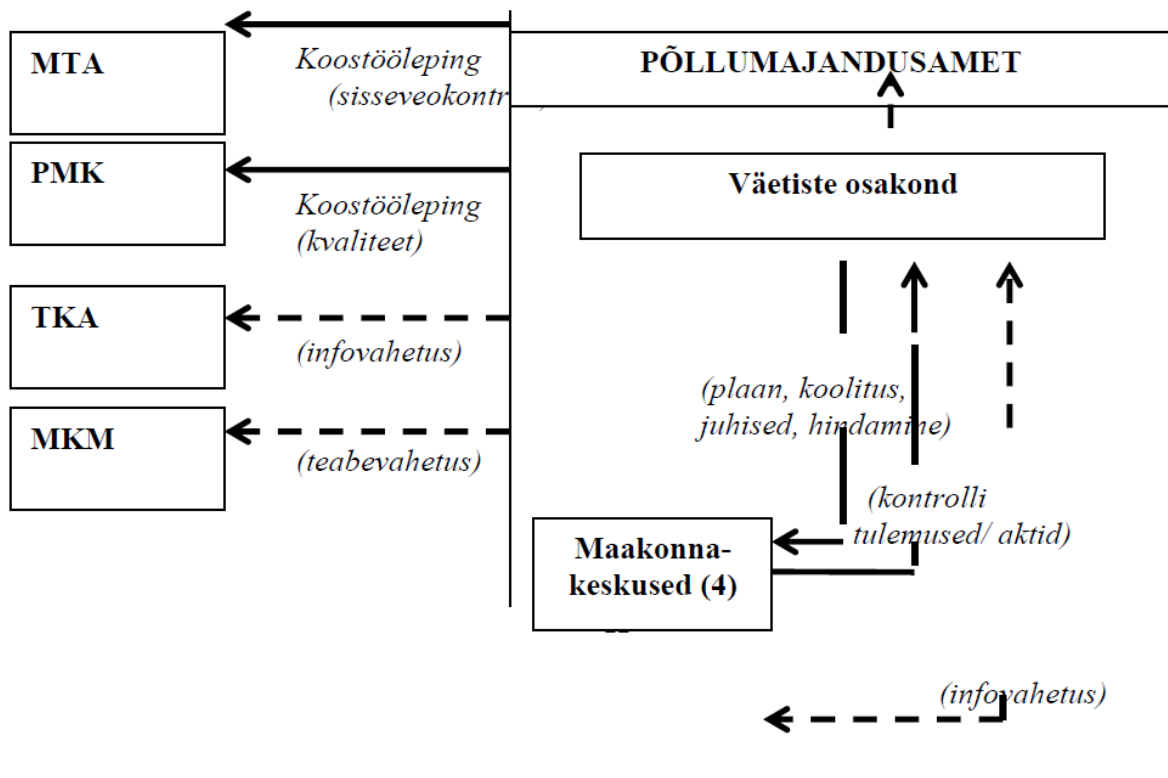 MTA
Koostööleping
(sisseveokontr
PÕLLUMAJANDUSAMET
PMK
Koostööleping
(kvaliteet)
Väetiste osakond
TKA
(infovahetus)
MKM
(teabevahetus)
(plaan, koolitus,
juhised, hindamine)
(kontrolli
tulemused/ aktid)
Maakonna-
keskused (4)
(infovahetus)